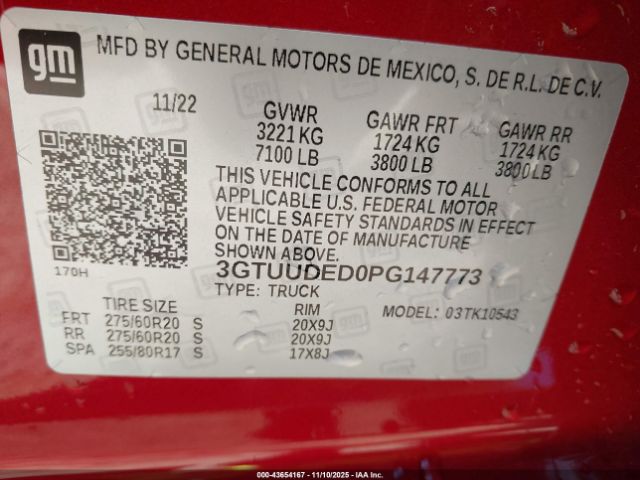 gm
MFD BY GENERAL MOTORS DE MEXICO, S. DE R.L. DE C.V.
11/22
GVWR
3221 KG
7100 LB
GAWR FRT
1724 KG
3800 LB
GAWR RR
1724 KG
3800 LB
THIS VEHICLE CONFORMS TO ALL
APPLICABLE U.S. FEDERAL MOTOR
VEHICLE SAFETY STANDARDS IN EFFECT
ON THE DATE OF MANUFACTURE
SHOWN ABOVE.
170H
3GTUUDED0PG147773
TYPE: TRUCK
MODEL: 03TK10543
TIRE SIZE RIM
FRT 275/60R20 S 20X9J
RR 275/60R20 S 20X9J
SPA 255/80R17 S 17X8J
000-43654167 - 11/10/2025 - IAA Inc.